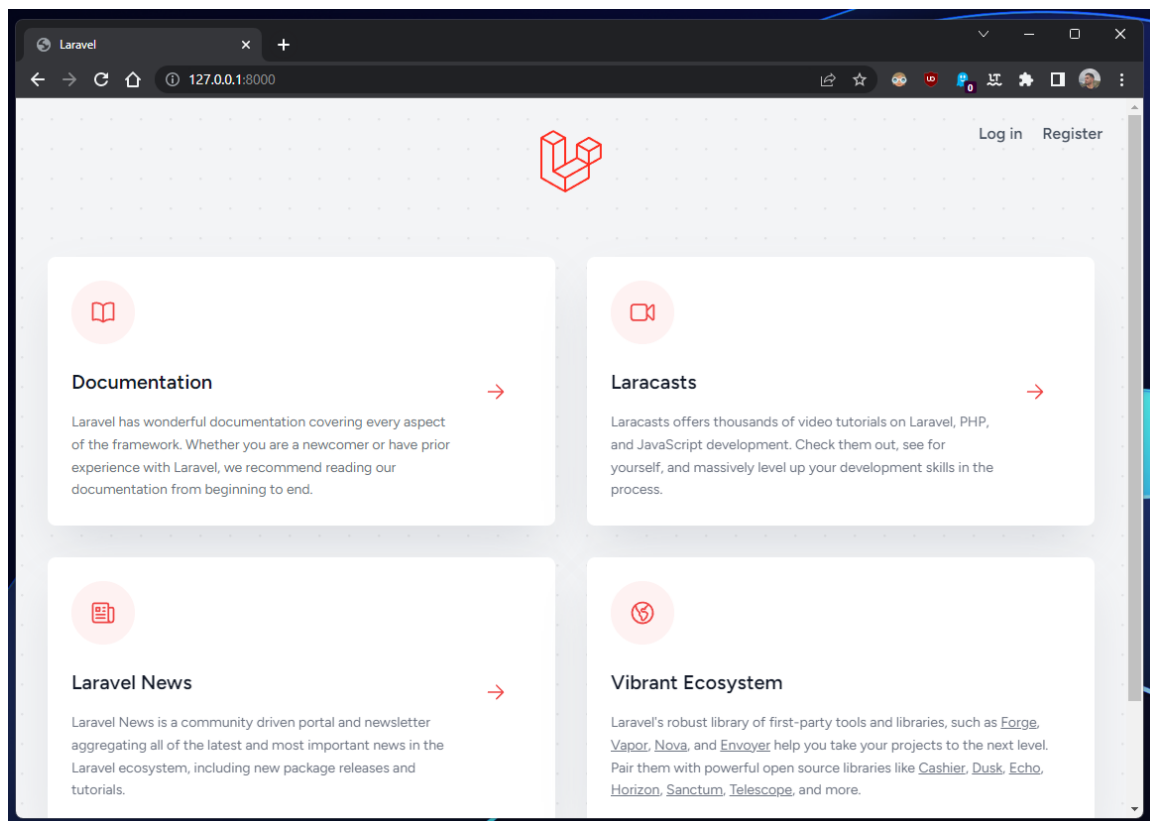 Laravel
127.0.0.1:8000
0
Log in Register
Documentation
Laravel has wonderful documentation covering every aspect
of the framework. Whether you are a newcomer or have prior
experience with Laravel, we recommend reading our
documentation from beginning to end.
Laracasts
Laracasts offers thousands of video tutorials on Laravel, PHP,
and JavaScript development. Check them out, see for
yourself, and massively level up your development skills in the
process.
Laravel News
Laravel News is a community driven portal and newsletter
aggregating all of the latest and most important news in the
Laravel ecosystem, including new package releases and
tutorials.
Vibrant Ecosystem
Laravel's robust library of first-party tools and libraries, such as Forge,
Vapor, Nova, and Envoyer help you take your projects to the next level.
Pair them with powerful open source libraries like Cashier, Dusk, Echo,
Horizon, Sanctum, Telescope, and more.